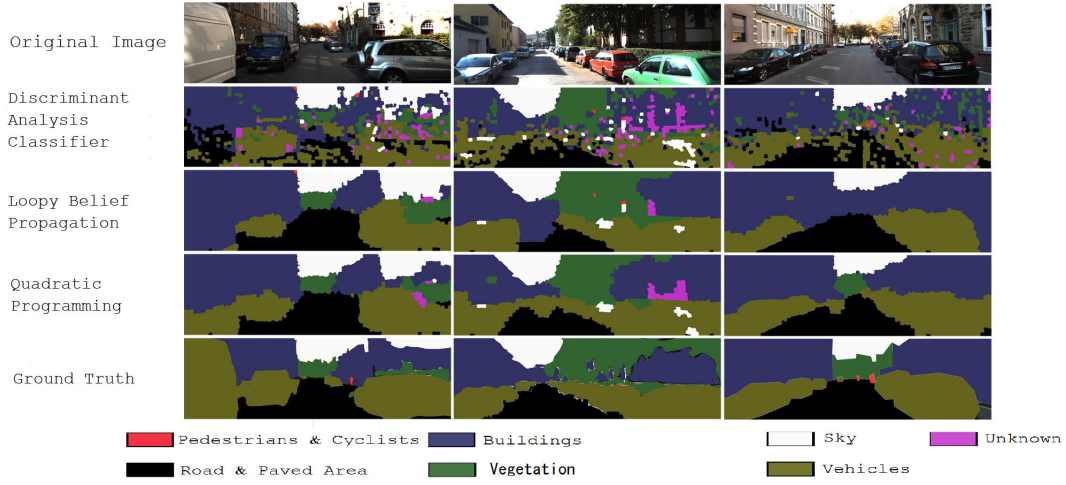 Original Image
Discriminant
Analysis
Classifier
Loopy Belief
Propagation
Quadratic
Programming
Ground Truth
Pedestrians & Cyclists
Buildings
Sky
Unknown
Road & Paved Area
Vegetation
Vehicles